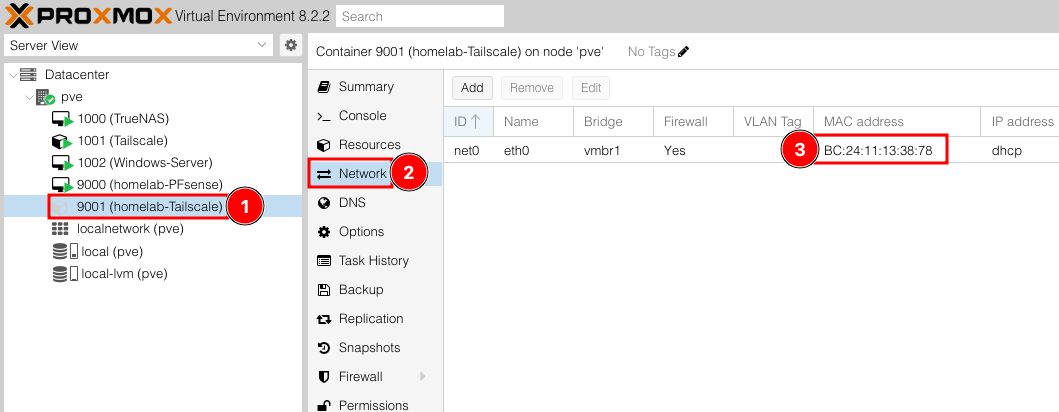 PROXMOX Virtual Environment 8.2.2 Search
Server View
Datacenter
pve
1000 (TrueNAS)
1001 (Tailscale)
1002 (Windows-Server)
9000 (homelab-PFsense)
9001 (homelab-Tailscale) 1
localnetwork (pve)
local (pve)
local-lvm (pve)
Container 9001 (homelab-Tailscale) on node 'pve' No Tags
Summary
Console
Resources
Network 2
DNS
Options
Task History
Backup
Replication
Snapshots
Firewall
Permissions
Add Remove Edit
ID Name Bridge Firewall VLAN Tag MAC address IP address
net0 eth0 vmbr1 Yes 3 BC:24:11:13:38:78 dhcp